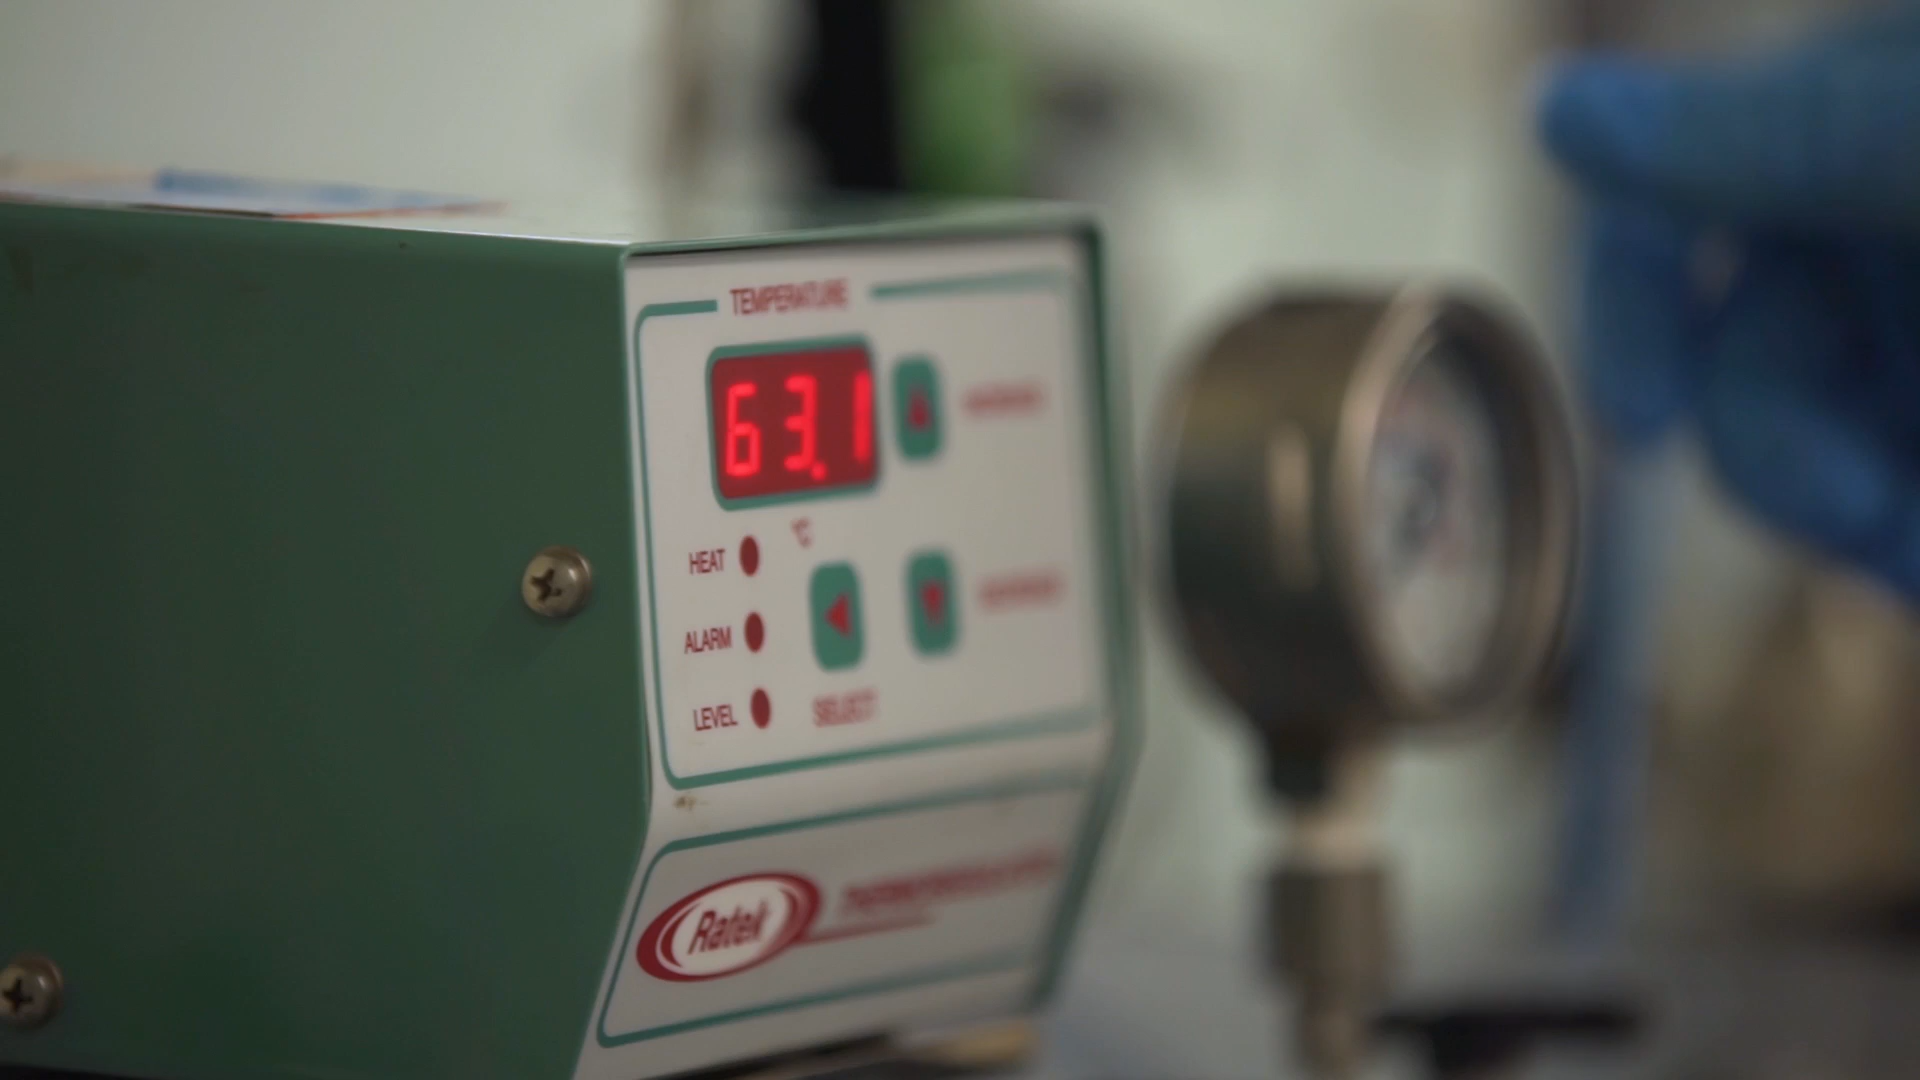 TEMPERATURE
63.1
°C
HEAT
ALARM
LEVEL
SELECT
Ratek